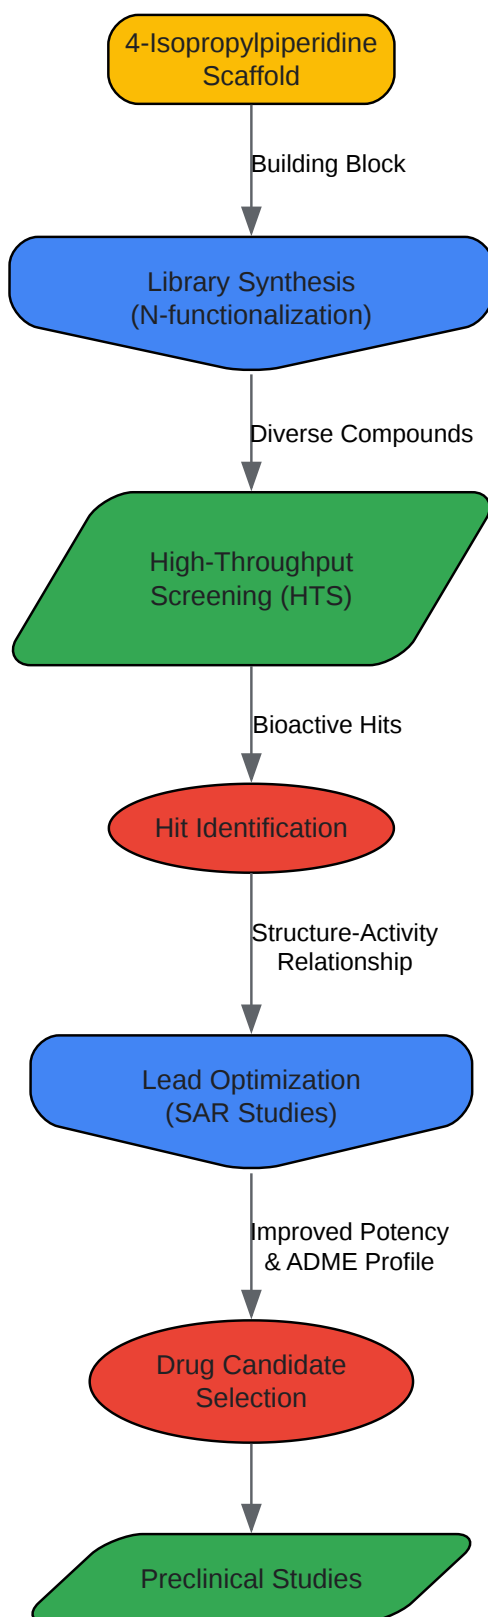 4-Isopropylpiperidine
Scaffold
Building Block
Library Synthesis
(N-functionalization)
Diverse Compounds
High-Throughput
Screening (HTS)
Bioactive Hits
Hit Identification
Structure-Activity
Relationship
Lead Optimization
(SAR Studies)
Improved Potency
& ADME Profile
Drug Candidate
Selection
Preclinical Studies